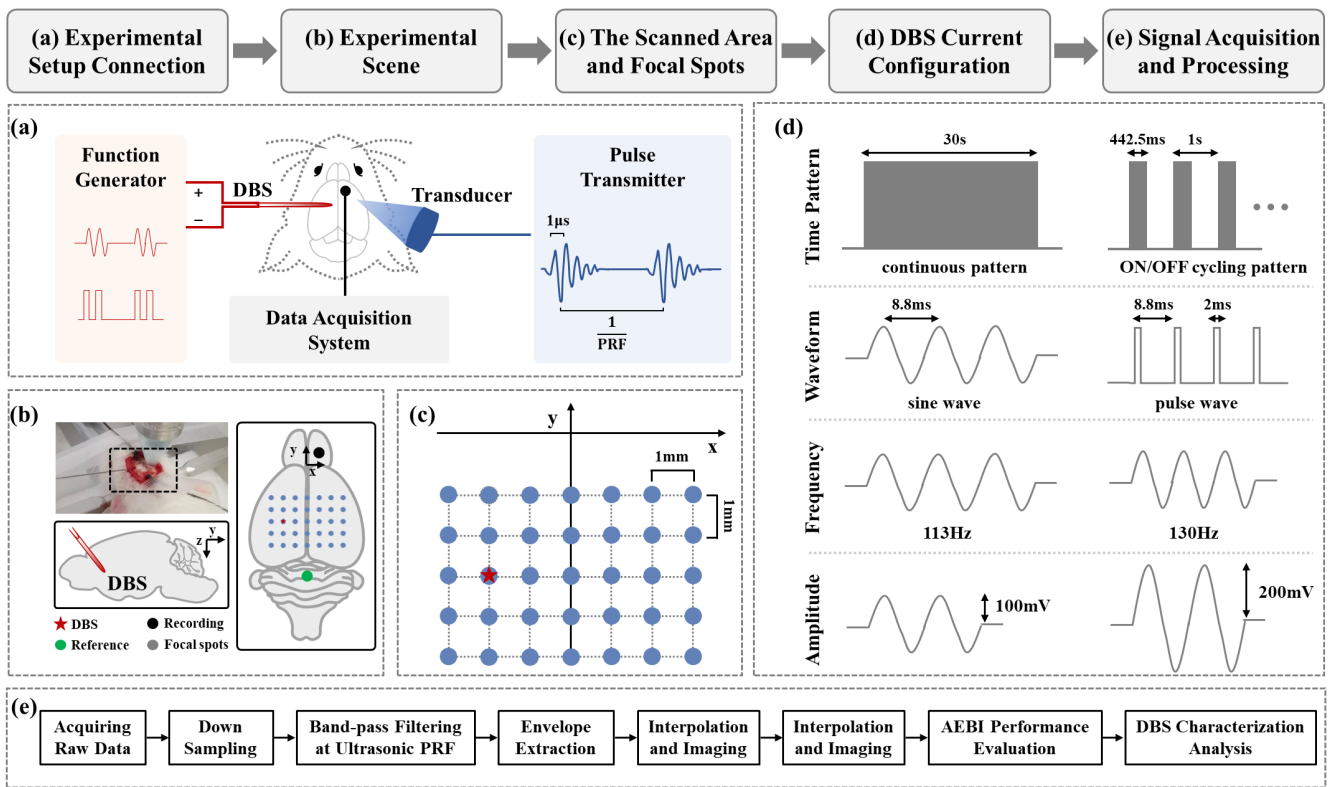 (a) Experimental
Setup Connection
(b) Experimental
Scene
(c) The Scanned Area
and Focal Spots
(d) DBS Current
Configuration
(e) Signal Acquisition
and Processing
(a)
Function
Generator
+
−
DBS
Transducer
Data Acquisition
System
Pulse
Transmitter
1μs
1
PRF
(b)
DBS
y
z
y
x
DBS
Recording
Reference
Focal spots
(c)
y
x
1mm
1mm
(d)
Time Pattern
30s
continuous pattern
442.5ms
1s
ON/OFF cycling pattern
Waveform
8.8ms
sine wave
8.8ms
2ms
pulse wave
Frequency
113Hz
130Hz
Amplitude
100mV
200mV
(e)
Acquiring
Raw Data
Down
Sampling
Band-pass Filtering
at Ultrasonic PRF
Envelope
Extraction
Interpolation
and Imaging
Interpolation
and Imaging
AEBI Performance
Evaluation
DBS Characterization
Analysis